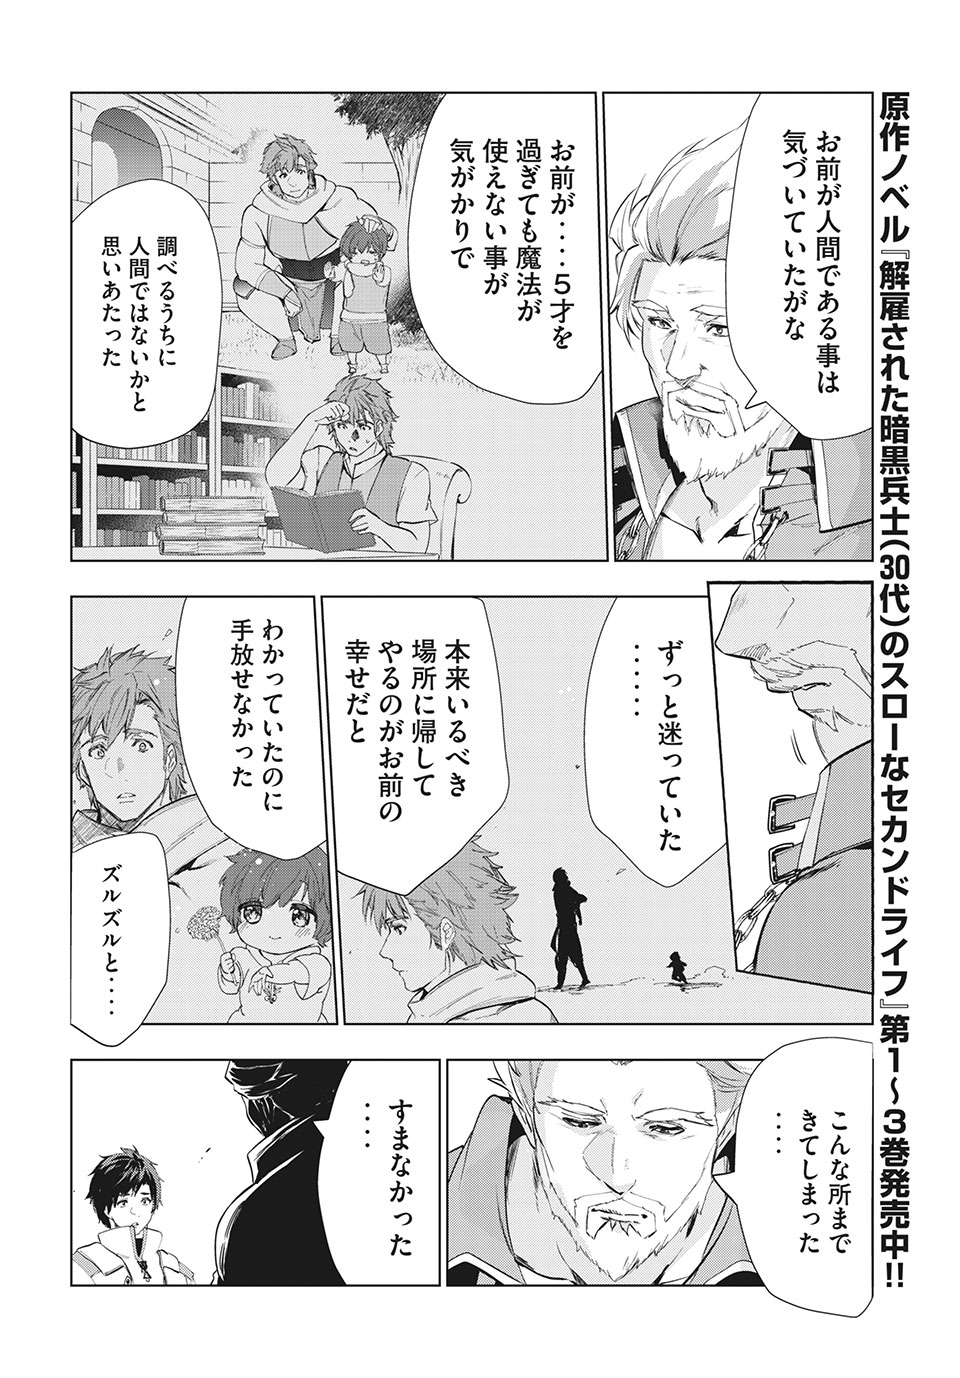 原作ノベル『解雇された暗黒兵士(30代)のスローなセカンドライフ』第1〜3巻発売中!!
お前が人間である事は
気づいていたがな
お前が‥‥5才を
過ぎても魔法が
使えない事が
気がかりで
調べるうちに
人間ではないかと
思いあたった
ずっと迷っていた
‥‥‥
本来いるべき
場所に帰して
やるのがお前の
幸せだと
わかっていたのに
手放せなかった
ズルズルと‥‥
こんな所まで
きてしまった
‥‥
すまなかった
‥‥